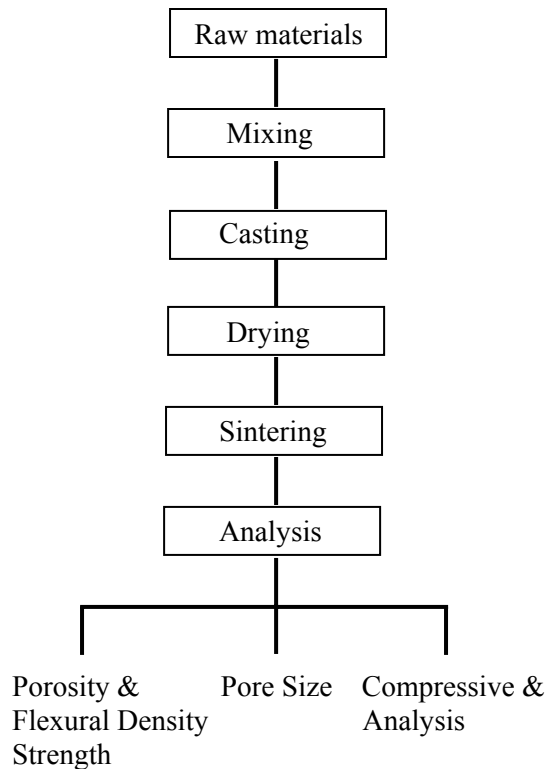 Raw materials
Mixing
Casting
Drying
Sintering
Analysis
Porosity &
Flexural Density
Strength
Pore Size
Compressive &
Analysis